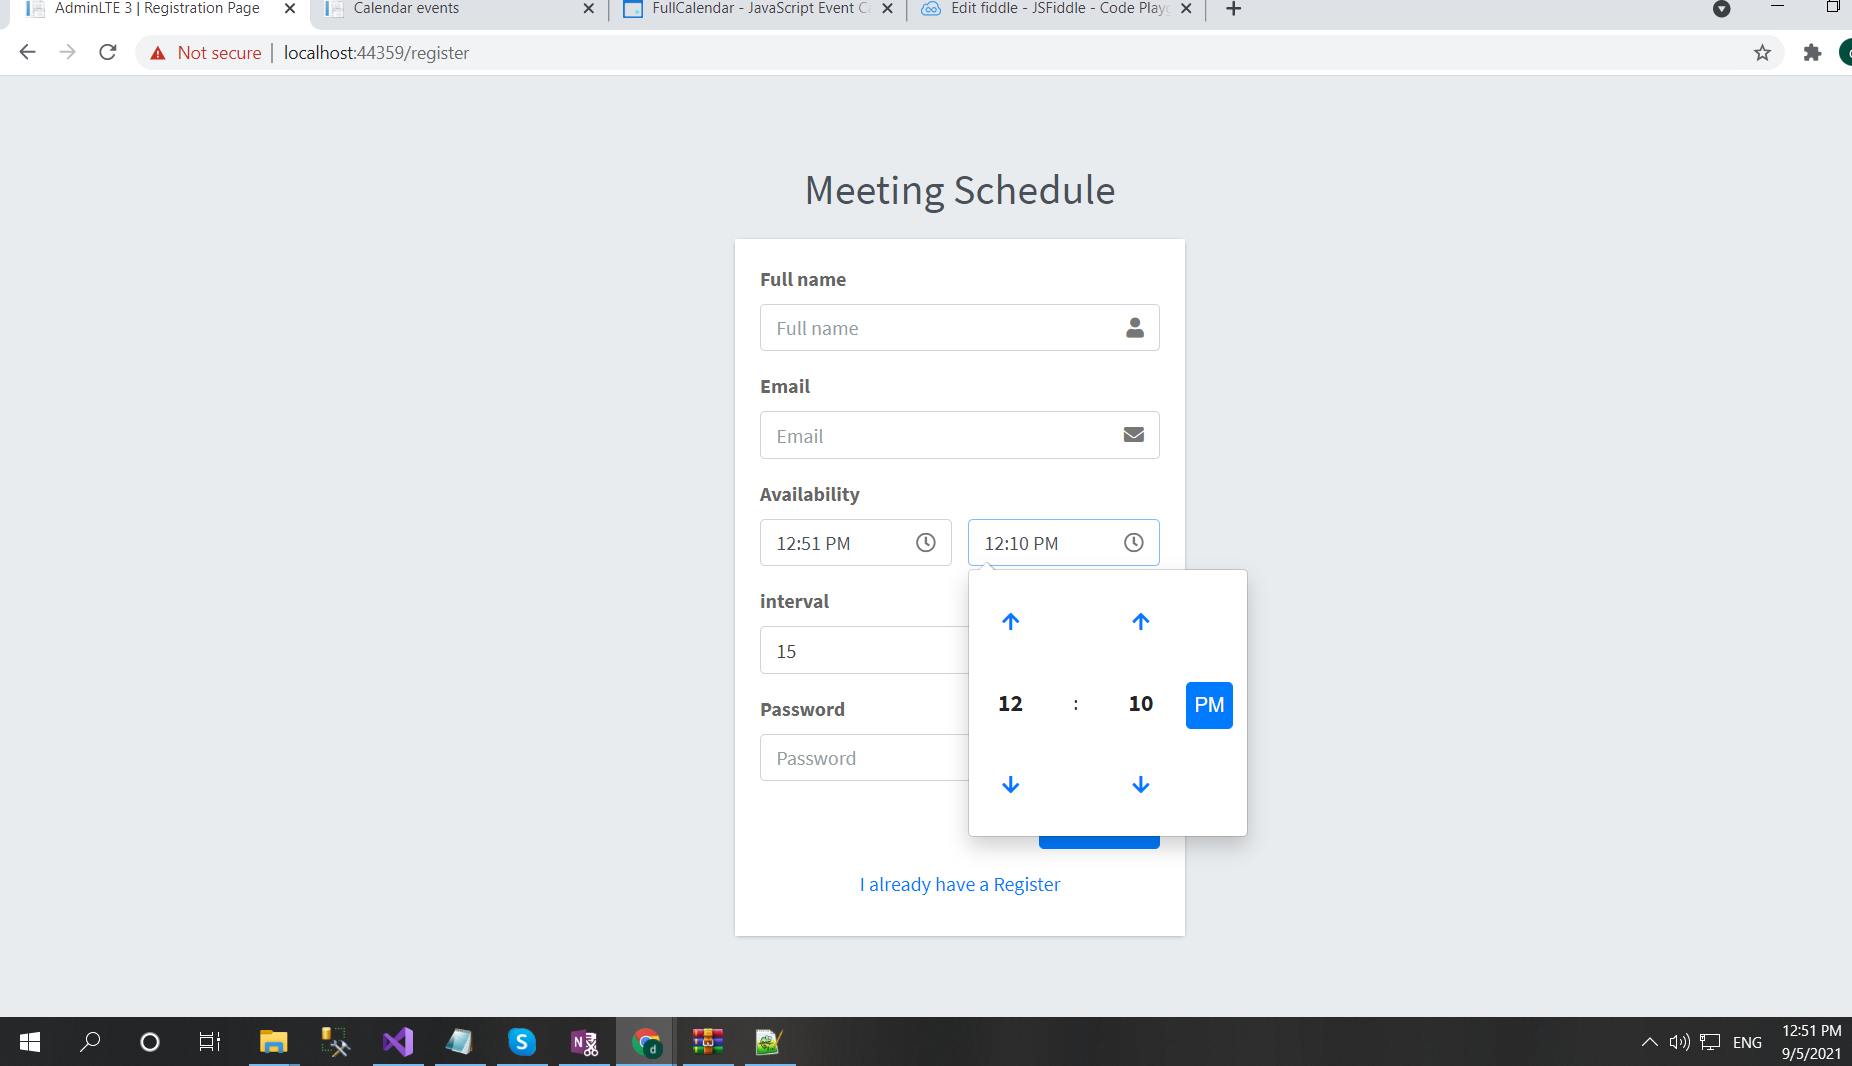 AdminLTE 3 | Registration Page
Calendar events
FullCalendar - JavaScript Event Ca
Edit fiddle - JSFiddle - Code Playg
Not secure | localhost:44359/register
Meeting Schedule
Full name
Full name
Email
Email
Availability
12:51 PM
12:10 PM
interval
15
12 : 10 PM
Password
Password
I already have a Register
ENG
12:51 PM
9/5/2021